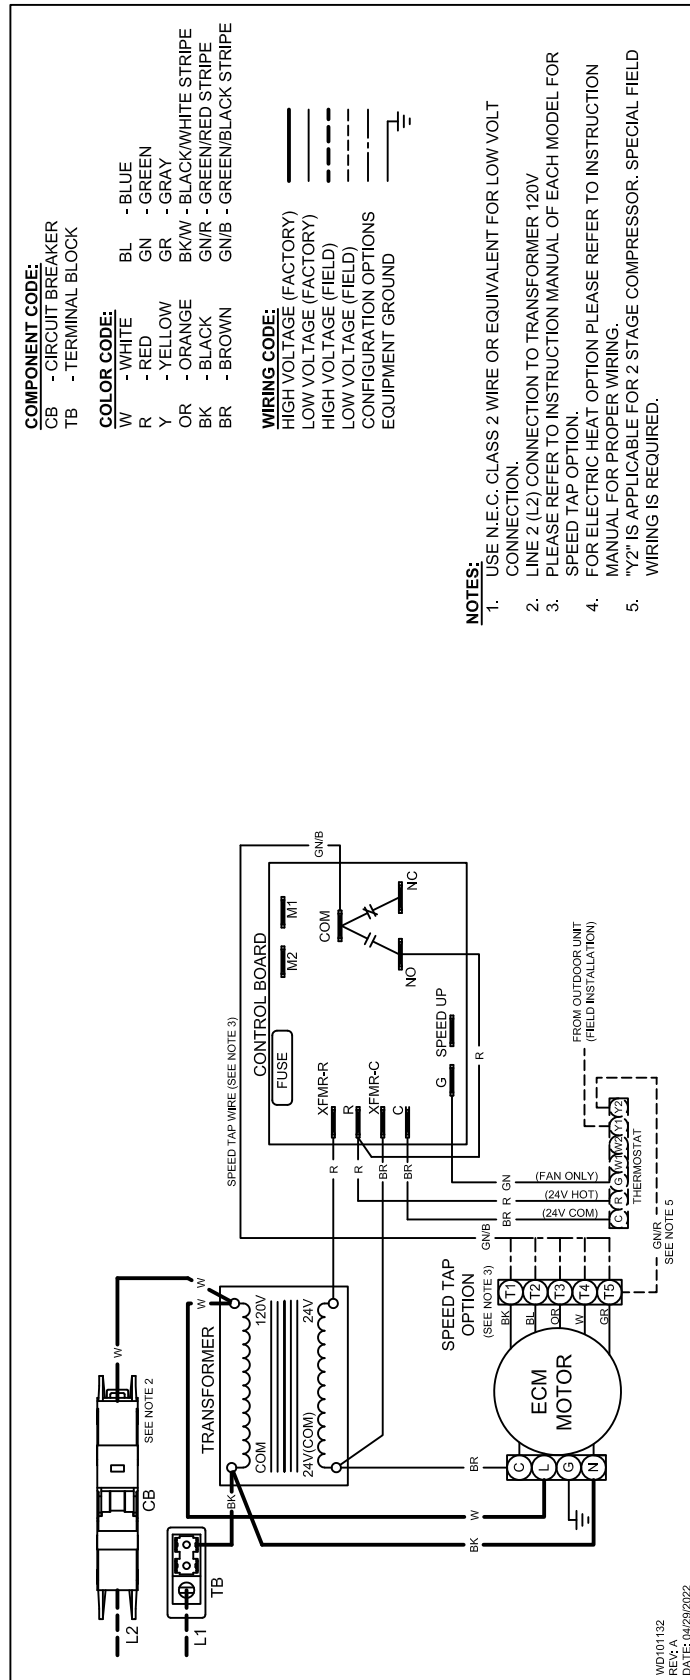 COMPONENT CODE:
CB - CIRCUIT BREAKER
TB - TERMINAL BLOCK
COLOR CODE:
W - WHITE BL - BLUE
R - RED GN - GREEN
Y - YELLOW GR - GRAY
OR - ORANGE BK/W - BLACK/WHITE STRIPE
BK - BLACK GN/R - GREEN/RED STRIPE
BR - BROWN GN/B - GREEN/BLACK STRIPE
WIRING CODE:
HIGH VOLTAGE (FACTORY)
LOW VOLTAGE (FACTORY)
HIGH VOLTAGE (FIELD)
LOW VOLTAGE (FIELD)
CONFIGURATION OPTIONS
EQUIPMENT GROUND
NOTES:
1. USE N.E.C. CLASS 2 WIRE OR EQUIVALENT FOR LOW VOLT
CONNECTION.
2. LINE 2 (L2) CONNECTION TO TRANSFORMER 120V
3. PLEASE REFER TO INSTRUCTION MANUAL OF EACH MODEL FOR
SPEED TAP OPTION.
4. FOR ELECTRIC HEAT OPTION PLEASE REFER TO INSTRUCTION
MANUAL FOR PROPER WIRING.
5. "Y2" IS APPLICABLE FOR 2 STAGE COMPRESSOR. SPECIAL FIELD
WIRING IS REQUIRED.
L2
CB
W
SEE NOTE 2
L1
TB
BK
W
W
TRANSFORMER
COM
120V
24V(COM)
24V
SPEED TAP WIRE (SEE NOTE 3)
GN/B
CONTROL BOARD
FUSE
M2
M1
COM
NO
NC
XFMR-R
R
XFMR-C
C
G
SPEED UP
R
R
R
BR
BR
W
BK
BR
C
L
G
N
ECM
MOTOR
BK
BL
OR
W
GR
T1
T2
T3
T4
T5
SPEED TAP
OPTION
(SEE NOTE 3)
GN/B
BR
R
GN
(24V COM)
(24V HOT)
(FAN ONLY)
C
R
G
W1
W2
Y1
Y2
THERMOSTAT
FROM OUTDOOR UNIT
(FIELD INSTALLATION)
GN/R
SEE NOTE 5
WD101132
REV: A
DATE: 04/29/2022